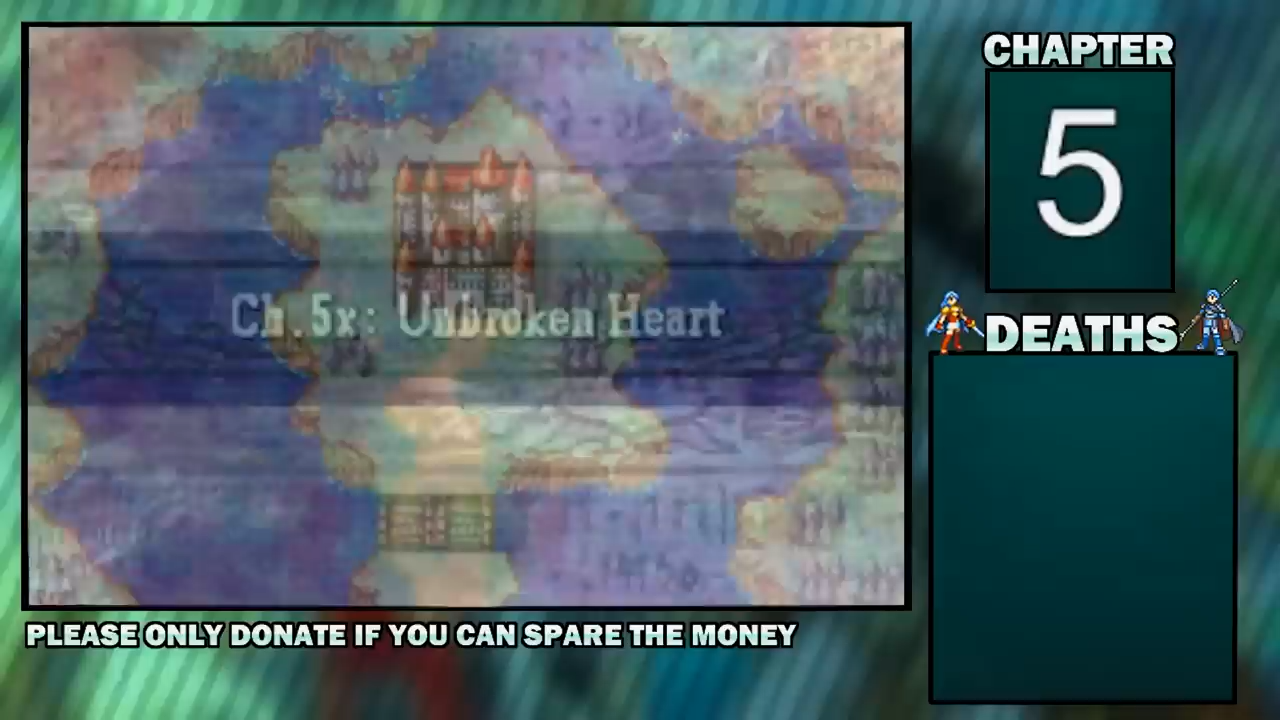 CHAPTER
5
Ch.5x: Unbroken Heart
DEATHS
PLEASE ONLY DONATE IF YOU CAN SPARE THE MONEY